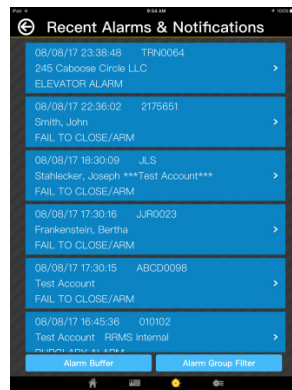 iPad
8:54 AM
100%
Recent Alarms & Notifications
08/08/17 23:38:48 TRN0064
245 Caboose Circle LLC
ELEVATOR ALARM
08/08/17 22:36:02 2175651
Smith, John
FAIL TO CLOSE/ARM
08/08/17 18:30:09 JLS
Stahlecker, Joseph ***Test Account***
FAIL TO CLOSE/ARM
08/08/17 17:30:16 JJR0023
Frankenstein, Bertha
FAIL TO CLOSE/ARM
08/08/17 17:30:15 ABCD0098
Test Account
FAIL TO CLOSE/ARM
08/08/17 16:45:36 010102
Test Account RRMS Internal
BURGLARY ALARM
Alarm Buffer
Alarm Group Filter